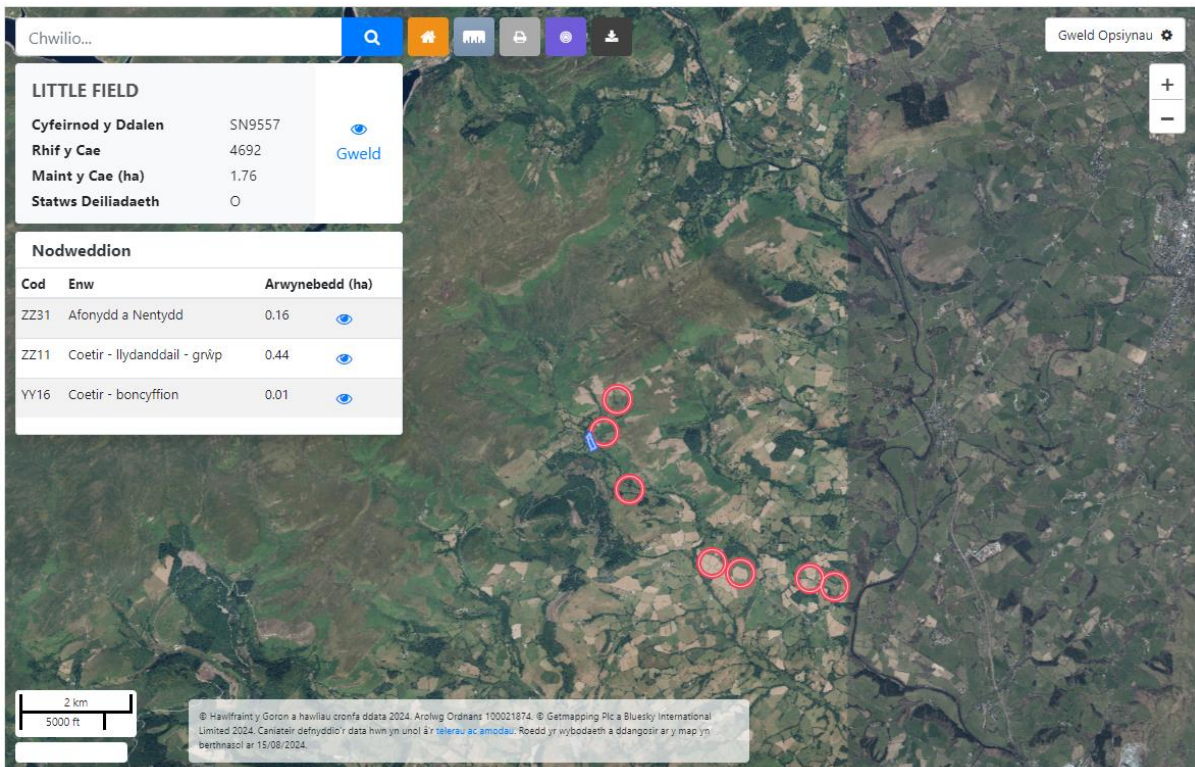 Chwilio...
Gweld Opsiynau
+
−
LITTLE FIELD
Cyfeirnod y Ddalen SN9557
Rhif y Cae 4692
Maint y Cae (ha) 1.76
Statws Deiliadaeth O
Gweld
Nodweddion
Cod Enw Arwynebedd (ha)
ZZ31 Afonydd a Nentydd 0.16
ZZ11 Coetir - llydanddail - grŵp 0.44
YY16 Coetir - boncyffion 0.01
2 km
5000 ft
© Hawlfraint y Goron a hawliau cronfa ddata 2024. Arolwg Ordnans 100021874. © Getmapping Plc a Bluesky International
Limited 2024. Caniateir defnyddio'r data hwn yn unol â'r telerau ac amodau. Roedd yr wybodaeth a ddangosir ar y map yn
berthnasol ar 15/08/2024.